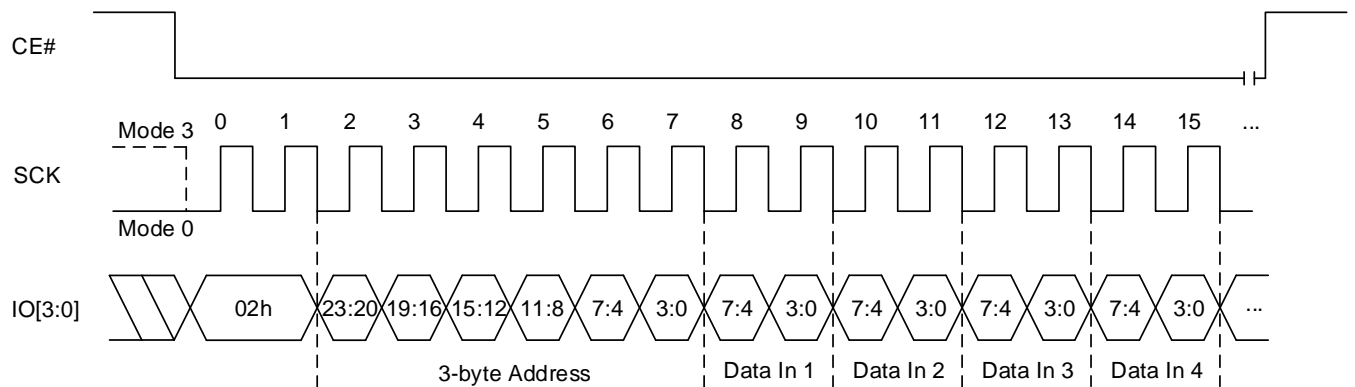 CE#
Mode 3 0 1 2 3 4 5 6 7 8 9 10 11 12 13 14 15 ...
SCK
Mode 0
IO[3:0] 02h 23:20 19:16 15:12 11:8 7:4 3:0 7:4 3:0 7:4 3:0 7:4 3:0 7:4 3:0 ...
3-byte Address Data In 1 Data In 2 Data In 3 Data In 4